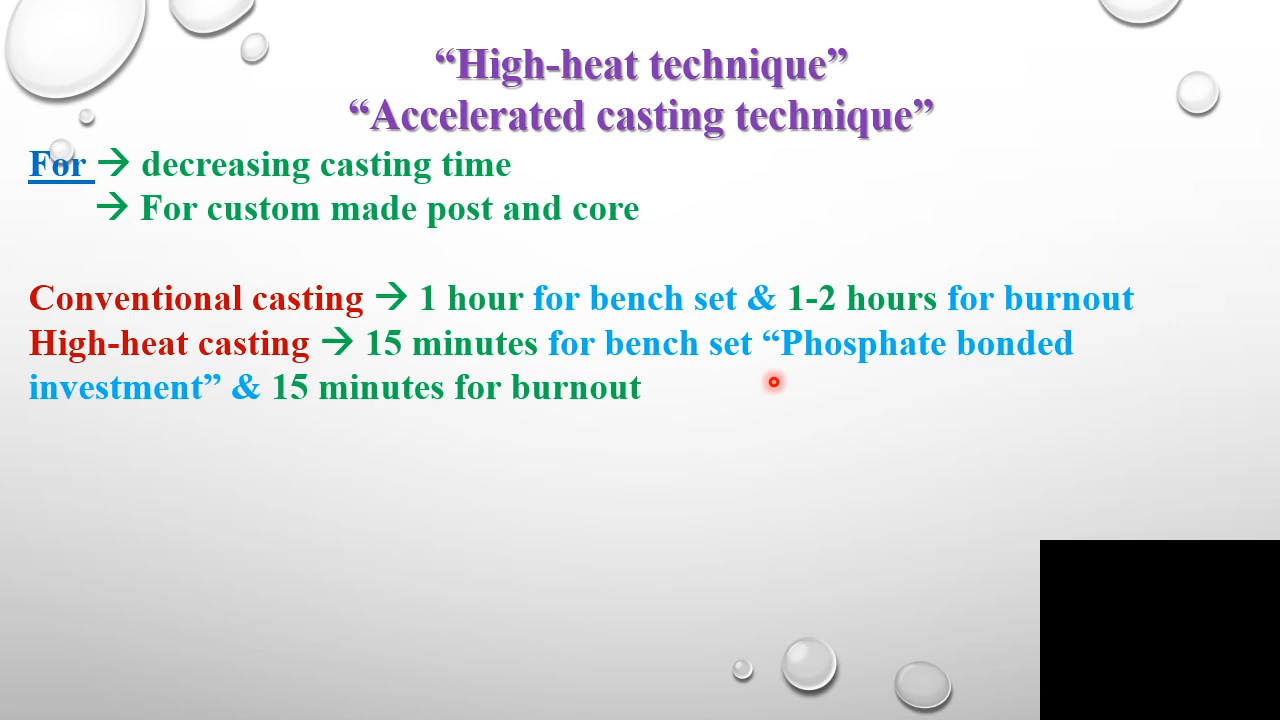 “High-heat technique”
“Accelerated casting technique”
For → decreasing casting time
→ For custom made post and core
Conventional casting → 1 hour for bench set & 1-2 hours for burnout
High-heat casting → 15 minutes for bench set “Phosphate bonded
investment” & 15 minutes for burnout